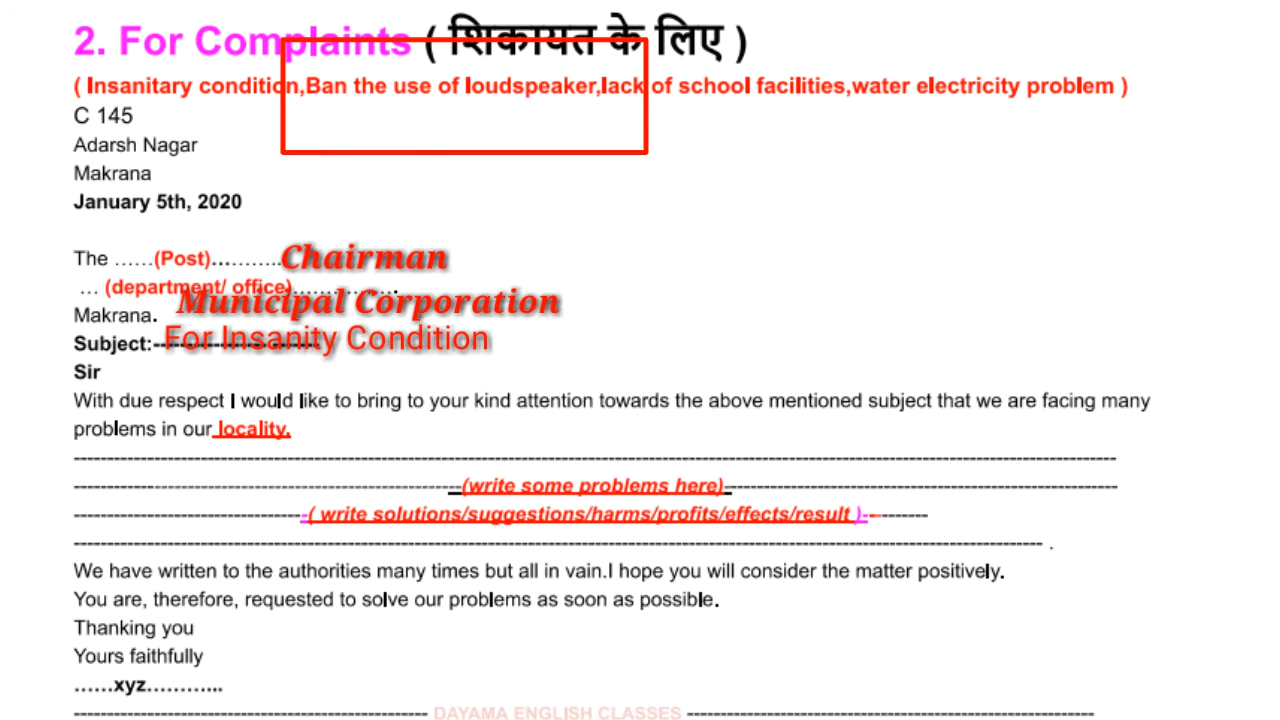 2. For Complaints ( शिकायत के लिए )
( Insanitary condition,Ban the use of loudspeaker,lack of school facilities,water electricity problem )
C 145
Adarsh Nagar
Makrana
January 5th, 2020
The ......(Post)..........Chairman
... (department/ office)................
Municipal Corporation
Makrana.
Subject:-----------------------For Insanity Condition
Sir
With due respect I would like to bring to your kind attention towards the above mentioned subject that we are facing many
problems in our locality.
(write some problems here)
( write solutions/suggestions/harms/profits/effects/result )
We have written to the authorities many times but all in vain.I hope you will consider the matter positively.
You are, therefore, requested to solve our problems as soon as possible.
Thanking you
Yours faithfully
......xyz...........
DAYAMA ENGLISH CLASSES